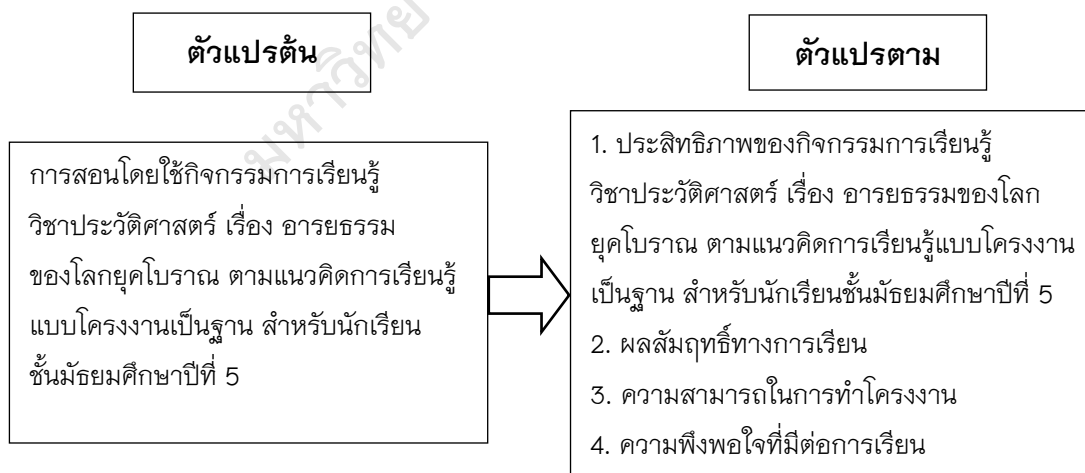 ตัวแปรต้น
การสอนโดยใช้กิจกรรมการเรียนรู้
วิชาประวัติศาสตร์ เรื่อง อารยธรรม
ของโลกยุคโบราณ ตามแนวคิดการเรียนรู้
แบบโครงงานเป็นฐาน สำหรับนักเรียน
ชั้นมัธยมศึกษาปีที่ 5
ตัวแปรตาม
1. ประสิทธิภาพของกิจกรรมการเรียนรู้
วิชาประวัติศาสตร์ เรื่อง อารยธรรมของโลก
ยุคโบราณ ตามแนวคิดการเรียนรู้แบบโครงงาน
เป็นฐาน สำหรับนักเรียนชั้นมัธยมศึกษาปีที่ 5
2. ผลสัมฤทธิ์ทางการเรียน
3. ความสามารถในการทำโครงงาน
4. ความพึงพอใจที่มีต่อการเรียน
มหาวิทย